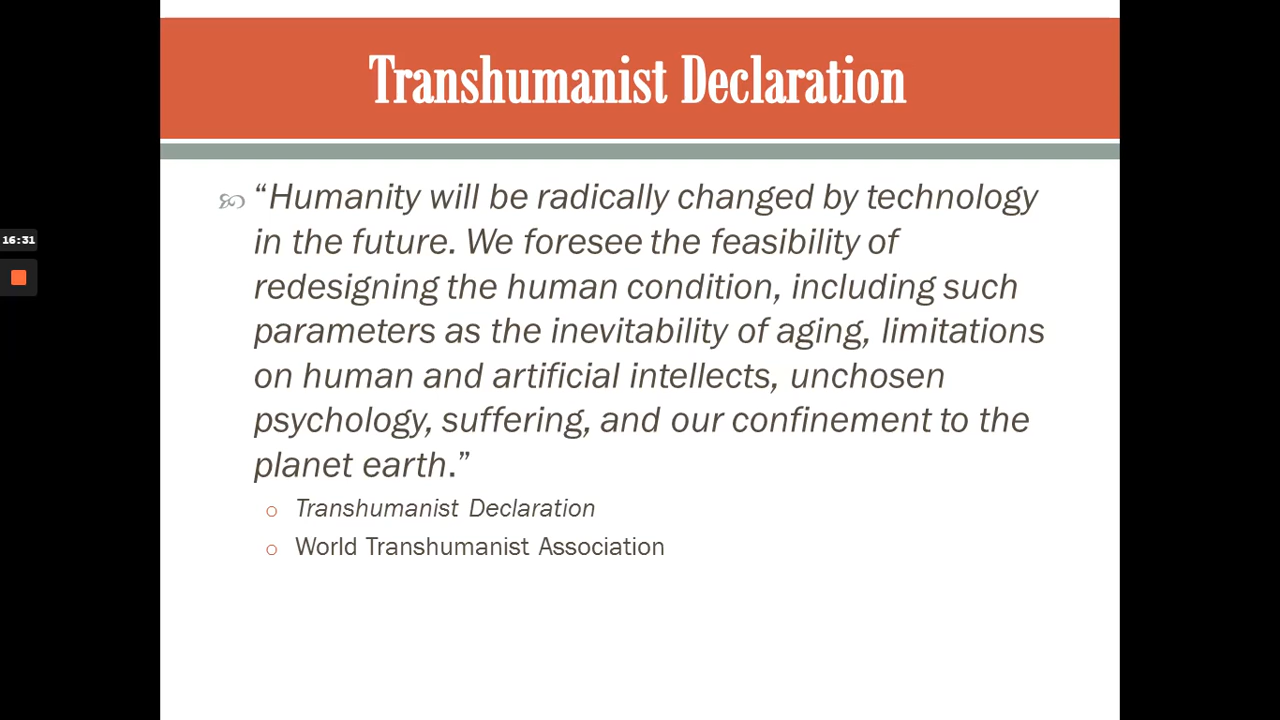 Transhumanist Declaration
“Humanity will be radically changed by technology
in the future. We foresee the feasibility of
redesigning the human condition, including such
parameters as the inevitability of aging, limitations
on human and artificial intellects, unchosen
psychology, suffering, and our confinement to the
planet earth.”
Transhumanist Declaration
World Transhumanist Association
16:31